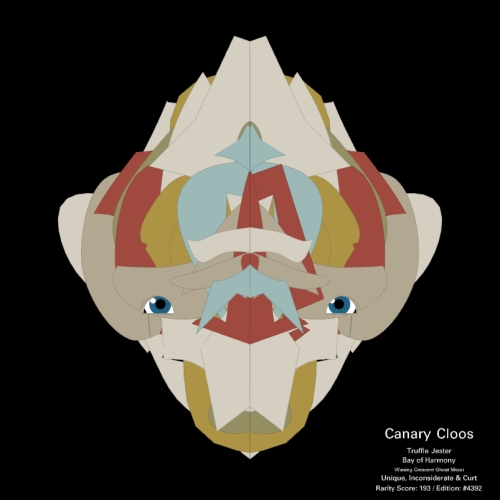 Canary Cloos
Truffle Jester
Bay of Harmony
Waning Crescent Ghost Moon
Unique, Inconsiderate & Curt
Rarity Score: 193 / Edition: #4392